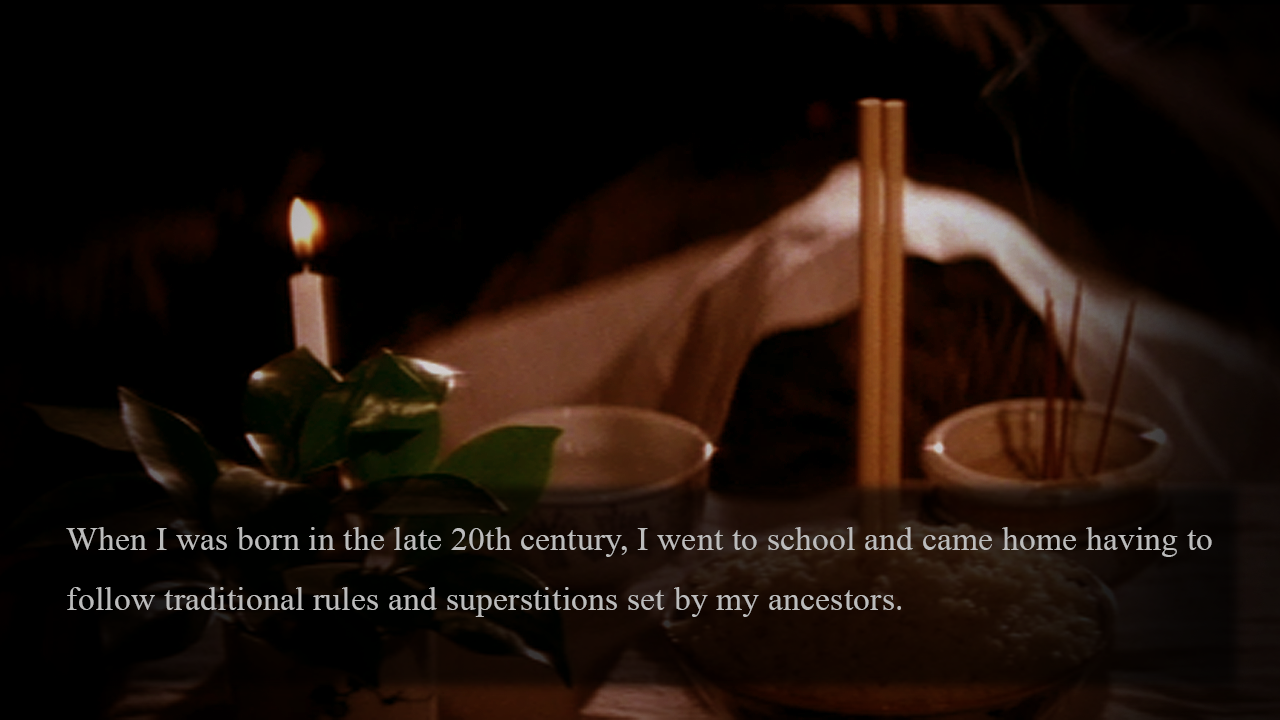 When I was born in the late 20th century, I went to school and came home having to
follow traditional rules and superstitions set by my ancestors.